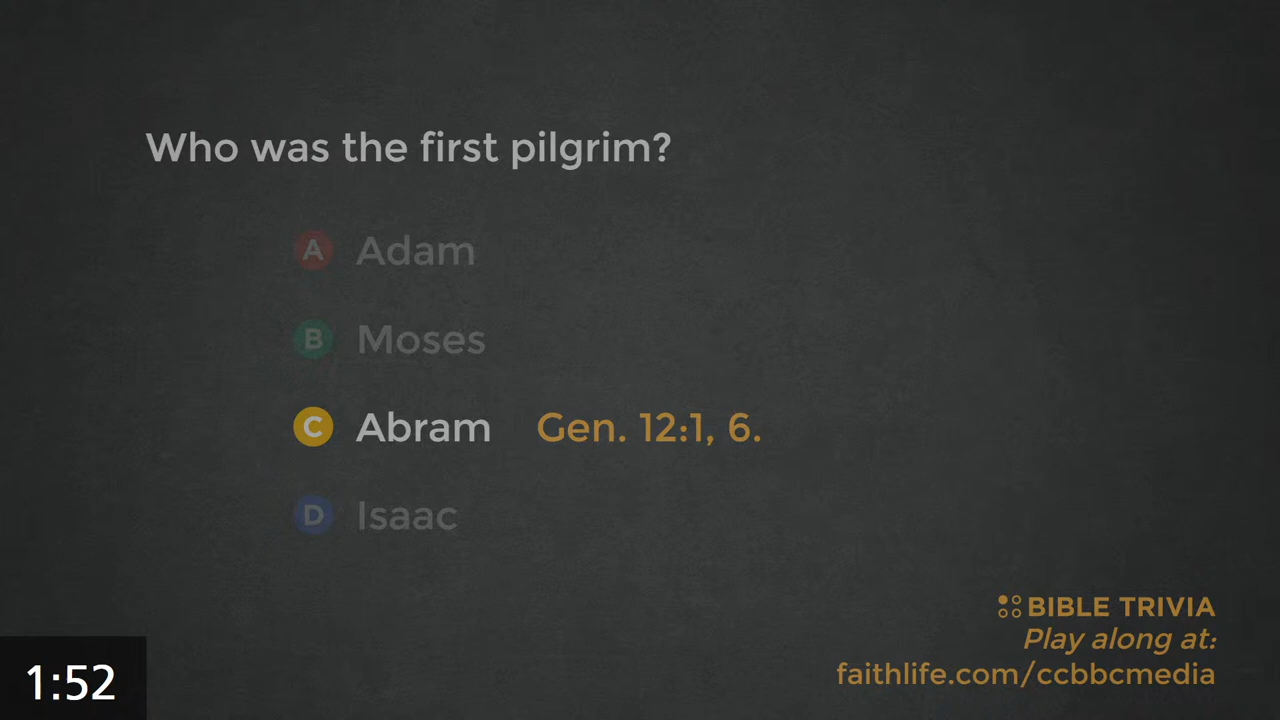 Who was the first pilgrim?
A Adam
B Moses
C Abram Gen. 12:1, 6.
D Isaac
BIBLE TRIVIA
Play along at:
faithlife.com/ccbbcmedia
1:52